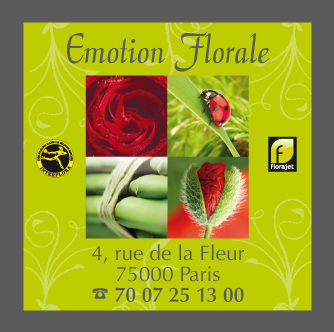 Emotion Florale
florajet
4, rue de la Fleur
75000 Paris
☎ 70 07 25 13 00